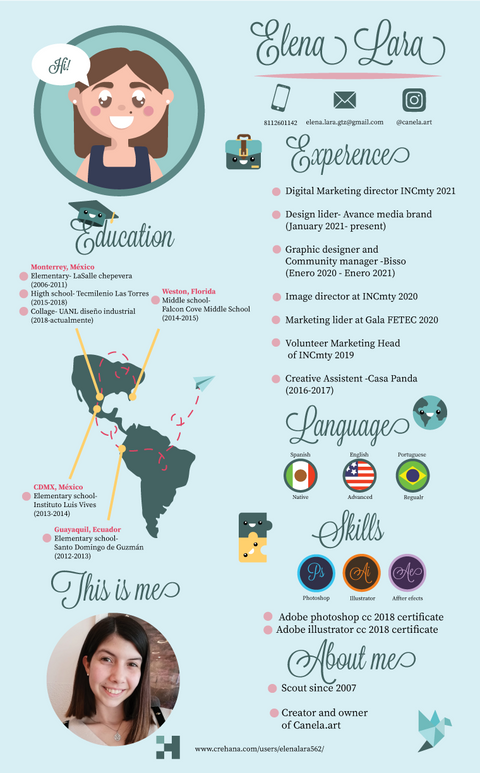 Hi!
Elena Lara
8112601142
elena.lara.gtz@gmail.com
@canela.art
Experence
Digital Marketing director INCmty 2021
Design lider- Avance media brand
(January 2021- present)
Graphic designer and
Community manager -Bisso
(Enero 2020 - Enero 2021)
Image director at INCmty 2020
Marketing lider at Gala FETEC 2020
Volunteer Marketing Head
of INCmty 2019
Creative Assistent -Casa Panda
(2016-2017)
Education
Monterrey, México
Elementary- LaSalle chepevera
(2006-2011)
Higth school- Tecmilenio Las Torres
(2015-2018)
Collage- UANL diseño industrial
(2018-actualmente)
Weston, Florida
Middle school-
Falcon Cove Middle School
(2014-2015)
CDMX, México
Elementary school-
Instituto Luis Vives
(2013-2014)
Guayaquil, Ecuador
Elementary school-
Santo Domingo de Guzmán
(2012-2013)
Language
Spanish
English
Portuguese
Native
Advanced
Regualr
Skills
Ps
Ai
Ae
Photoshop
Illustrator
Affter efects
Adobe photoshop cc 2018 certificate
Adobe illustrator cc 2018 certificate
This is me
About me
Scout since 2007
Creator and owner
of Canela.art
www.crehana.com/users/elenalara562/